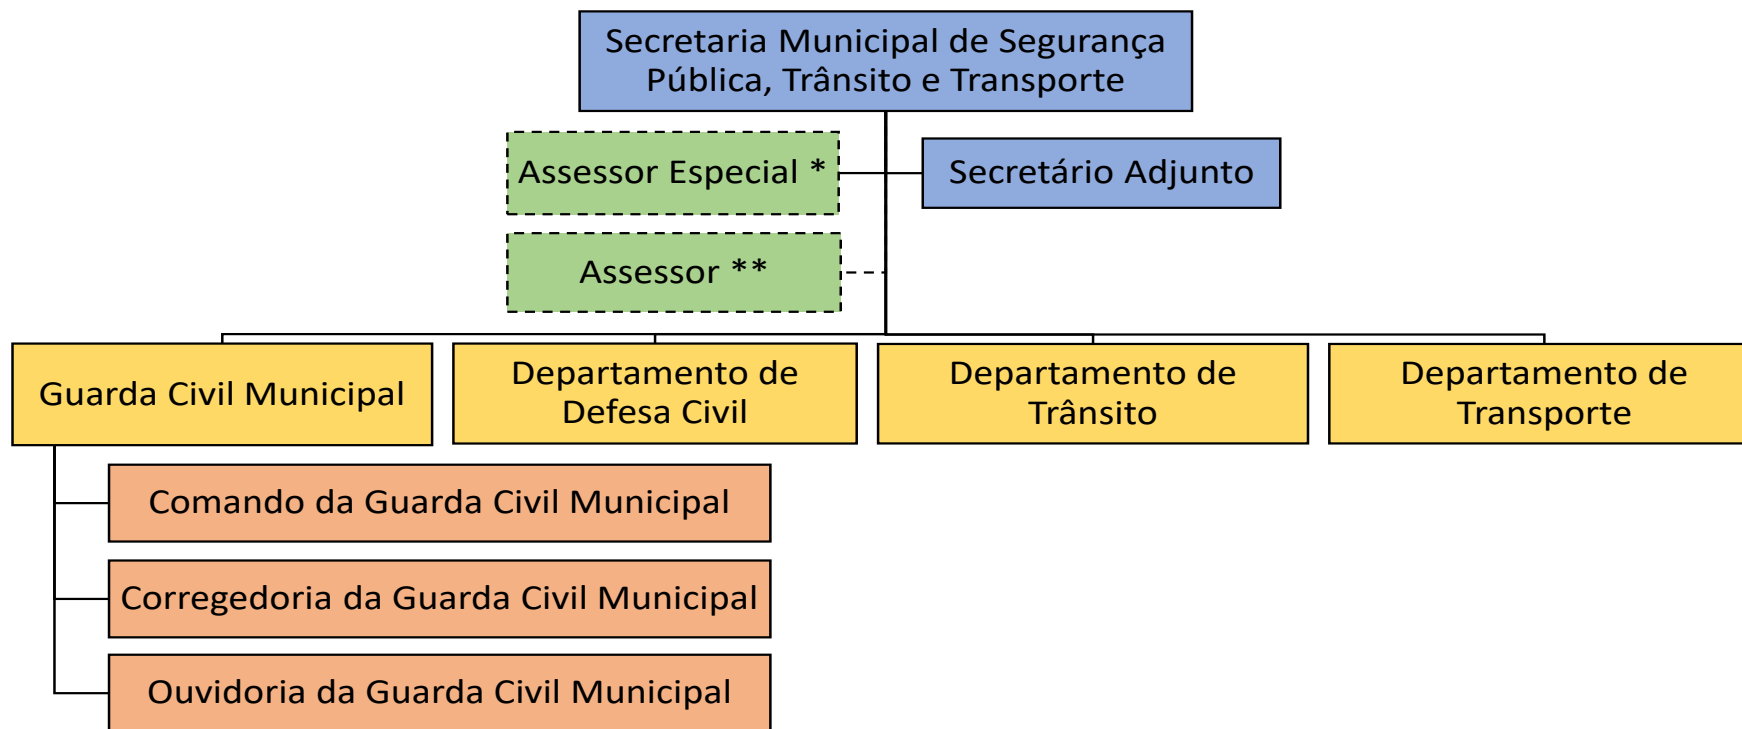 Secretaria Municipal de Segurança
Pública, Trânsito e Transporte
Assessor Especial *
Secretário Adjunto
Assessor **
Guarda Civil Municipal
Departamento de
Defesa Civil
Departamento de
Trânsito
Departamento de
Transporte
Comando da Guarda Civil Municipal
Corregedoria da Guarda Civil Municipal
Ouvidoria da Guarda Civil Municipal